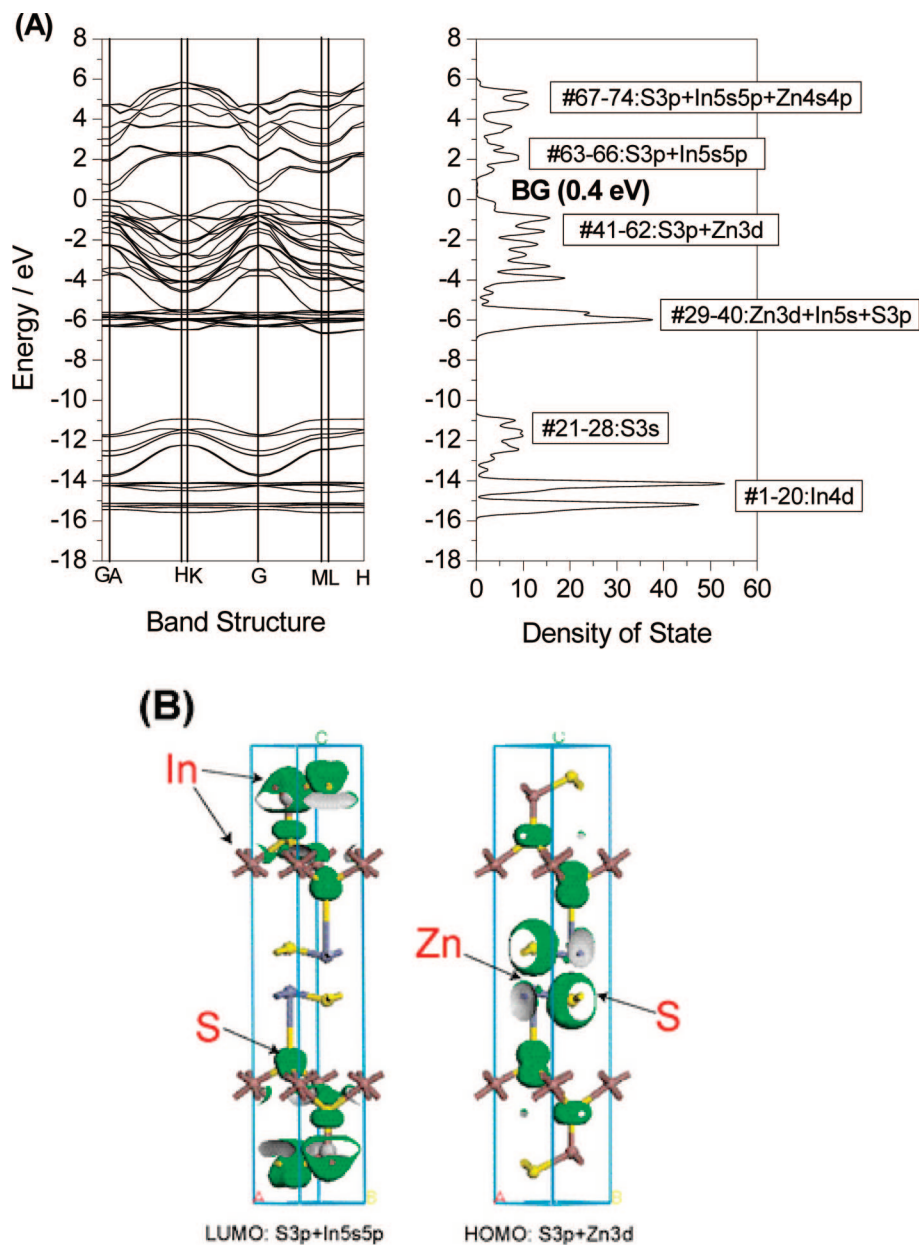 (A)
8
6
4
2
0
-2
-4
-6
-8
-10
-12
-14
-16
-18
Energy / eV
GA HK G ML H
Band Structure
8
6
4
2
0
-2
-4
-6
-8
-10
-12
-14
-16
-18
#67-74:S3p+In5s5p+Zn4s4p
#63-66:S3p+In5s5p
BG (0.4 eV)
#41-62:S3p+Zn3d
#29-40:Zn3d+In5s+S3p
#21-28:S3s
#1-20:In4d
0 10 20 30 40 50 60
Density of State
(B)
In
S
C
A
B
LUMO: S3p+In5s5p
Zn
S
C
A
B
HOMO: S3p+Zn3d